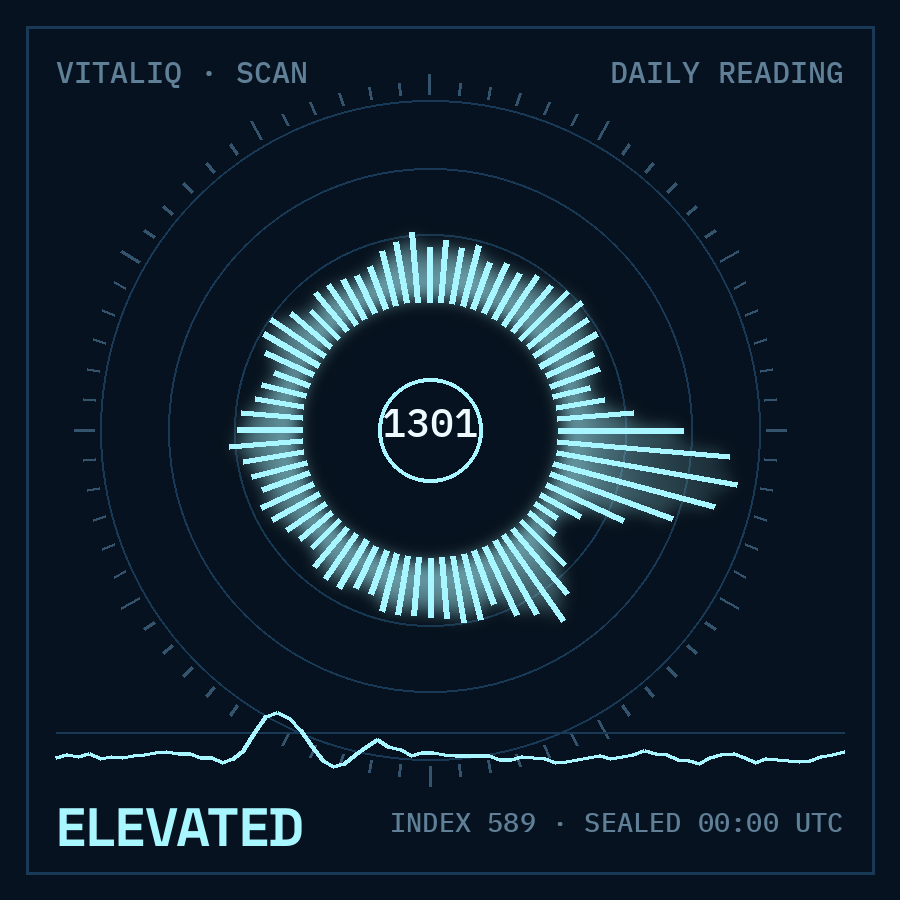 VITALIQ · SCAN
DAILY READING
1301
ELEVATED
INDEX 589 · SEALED 00:00 UTC